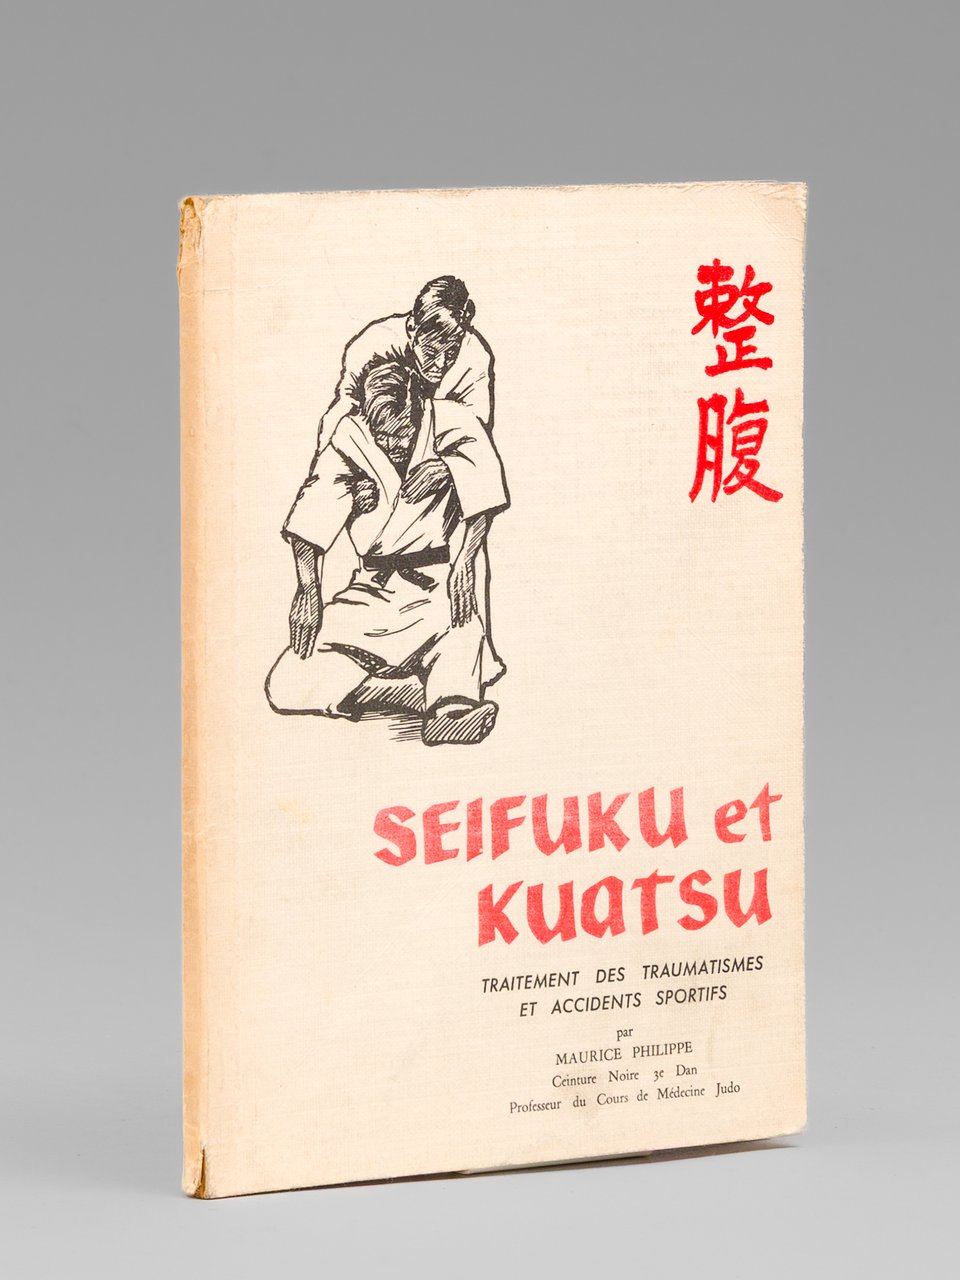 整腹
SEIFUKU et
KUATSU
TRAITEMENT DES TRAUMATISMES
ET ACCIDENTS SPORTIFS
par
MAURICE PHILIPPE
Ceinture Noire 3e Dan
Professeur du Cours de Médecine Judo